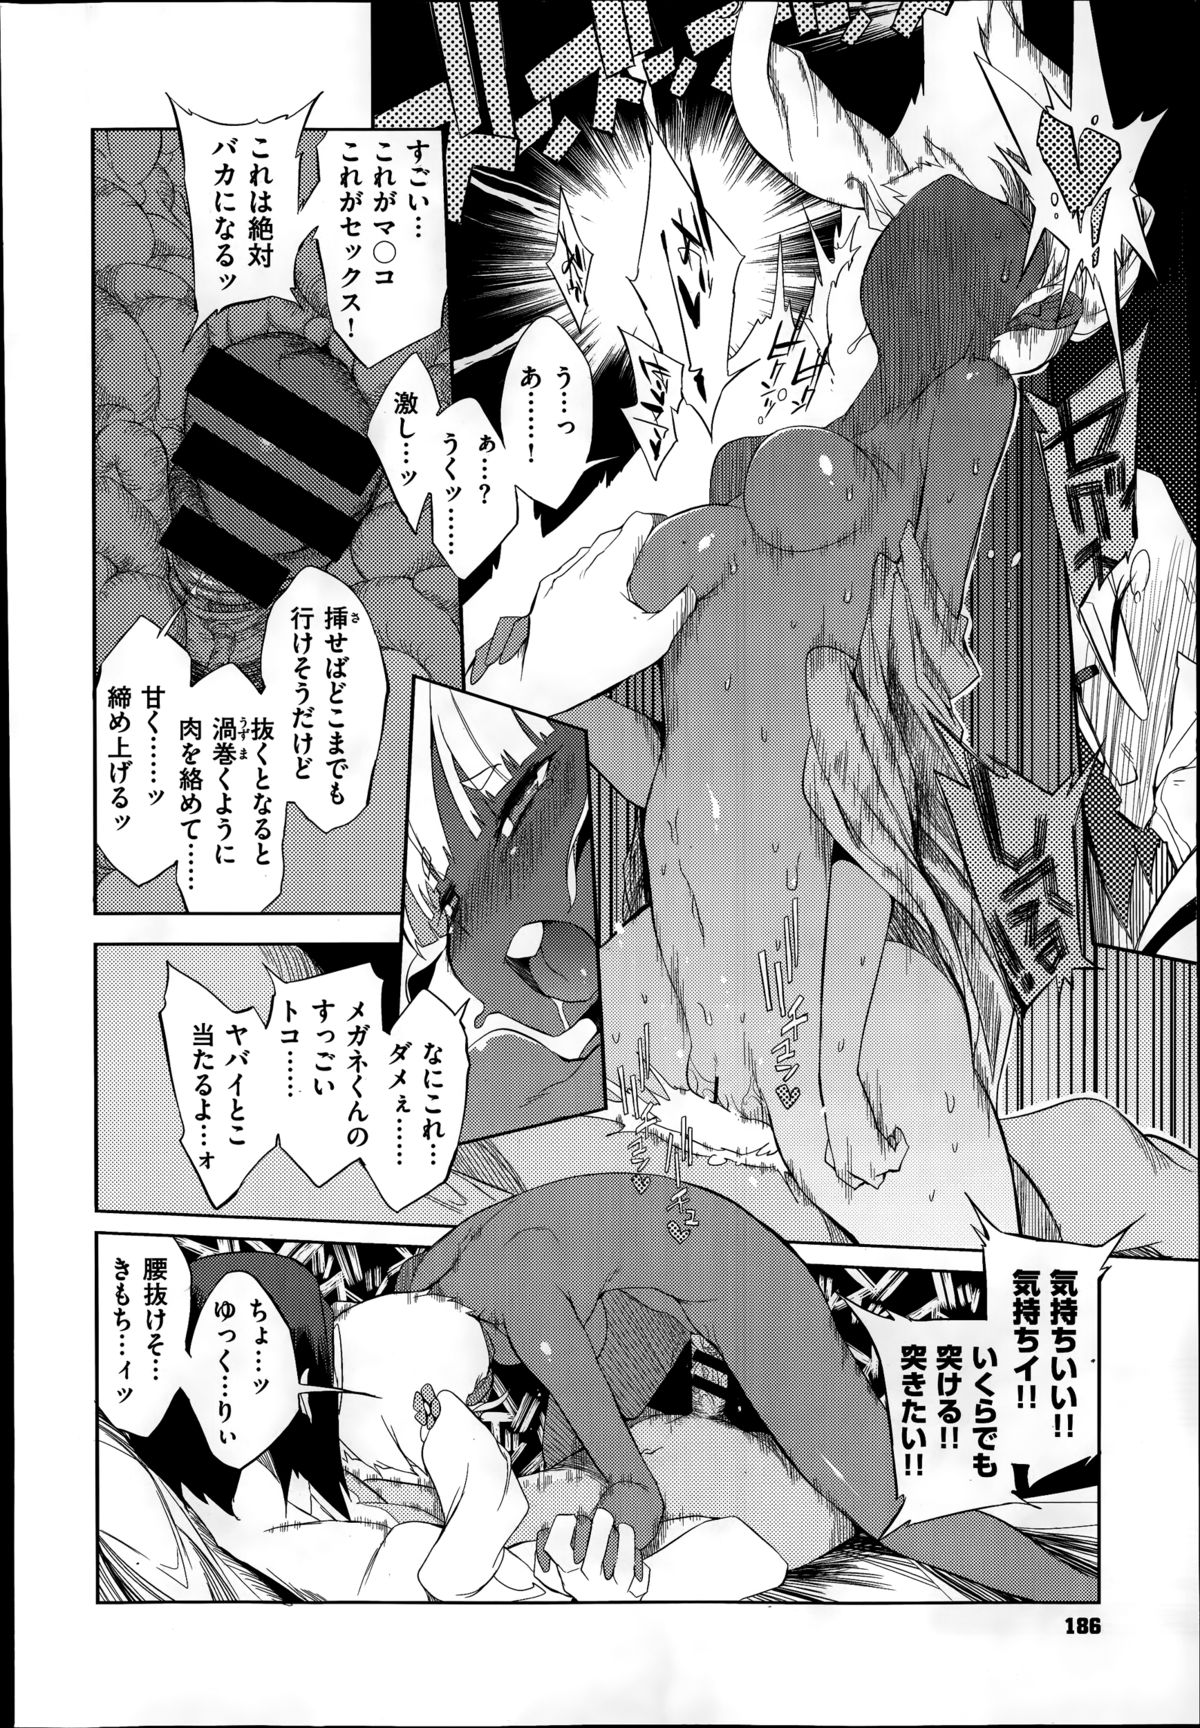 う…っ
あ……！
ぁ…？
うくッ……
激し…ッ
すごい…
これがマ〇コ
これがセックス！
これは絶対
バカになるッ
挿せばどこまでも
行けそうだけど
抜くとなると
渦巻くように
肉を絡めて……
甘く……ッ
締め上げるッ
なにこれ…
ダメぇ……
メガネくんの
すっごい
トコ……
ヤバイとこ
当たるよ…ォ
チュン
チュ
気持ちいい!!
気持ちイ!!
いくらでも
突ける!!
突きたい!!
ちょ…ッ
ゆっく…りぃ
腰抜けそ…
きもち…ィッ
186